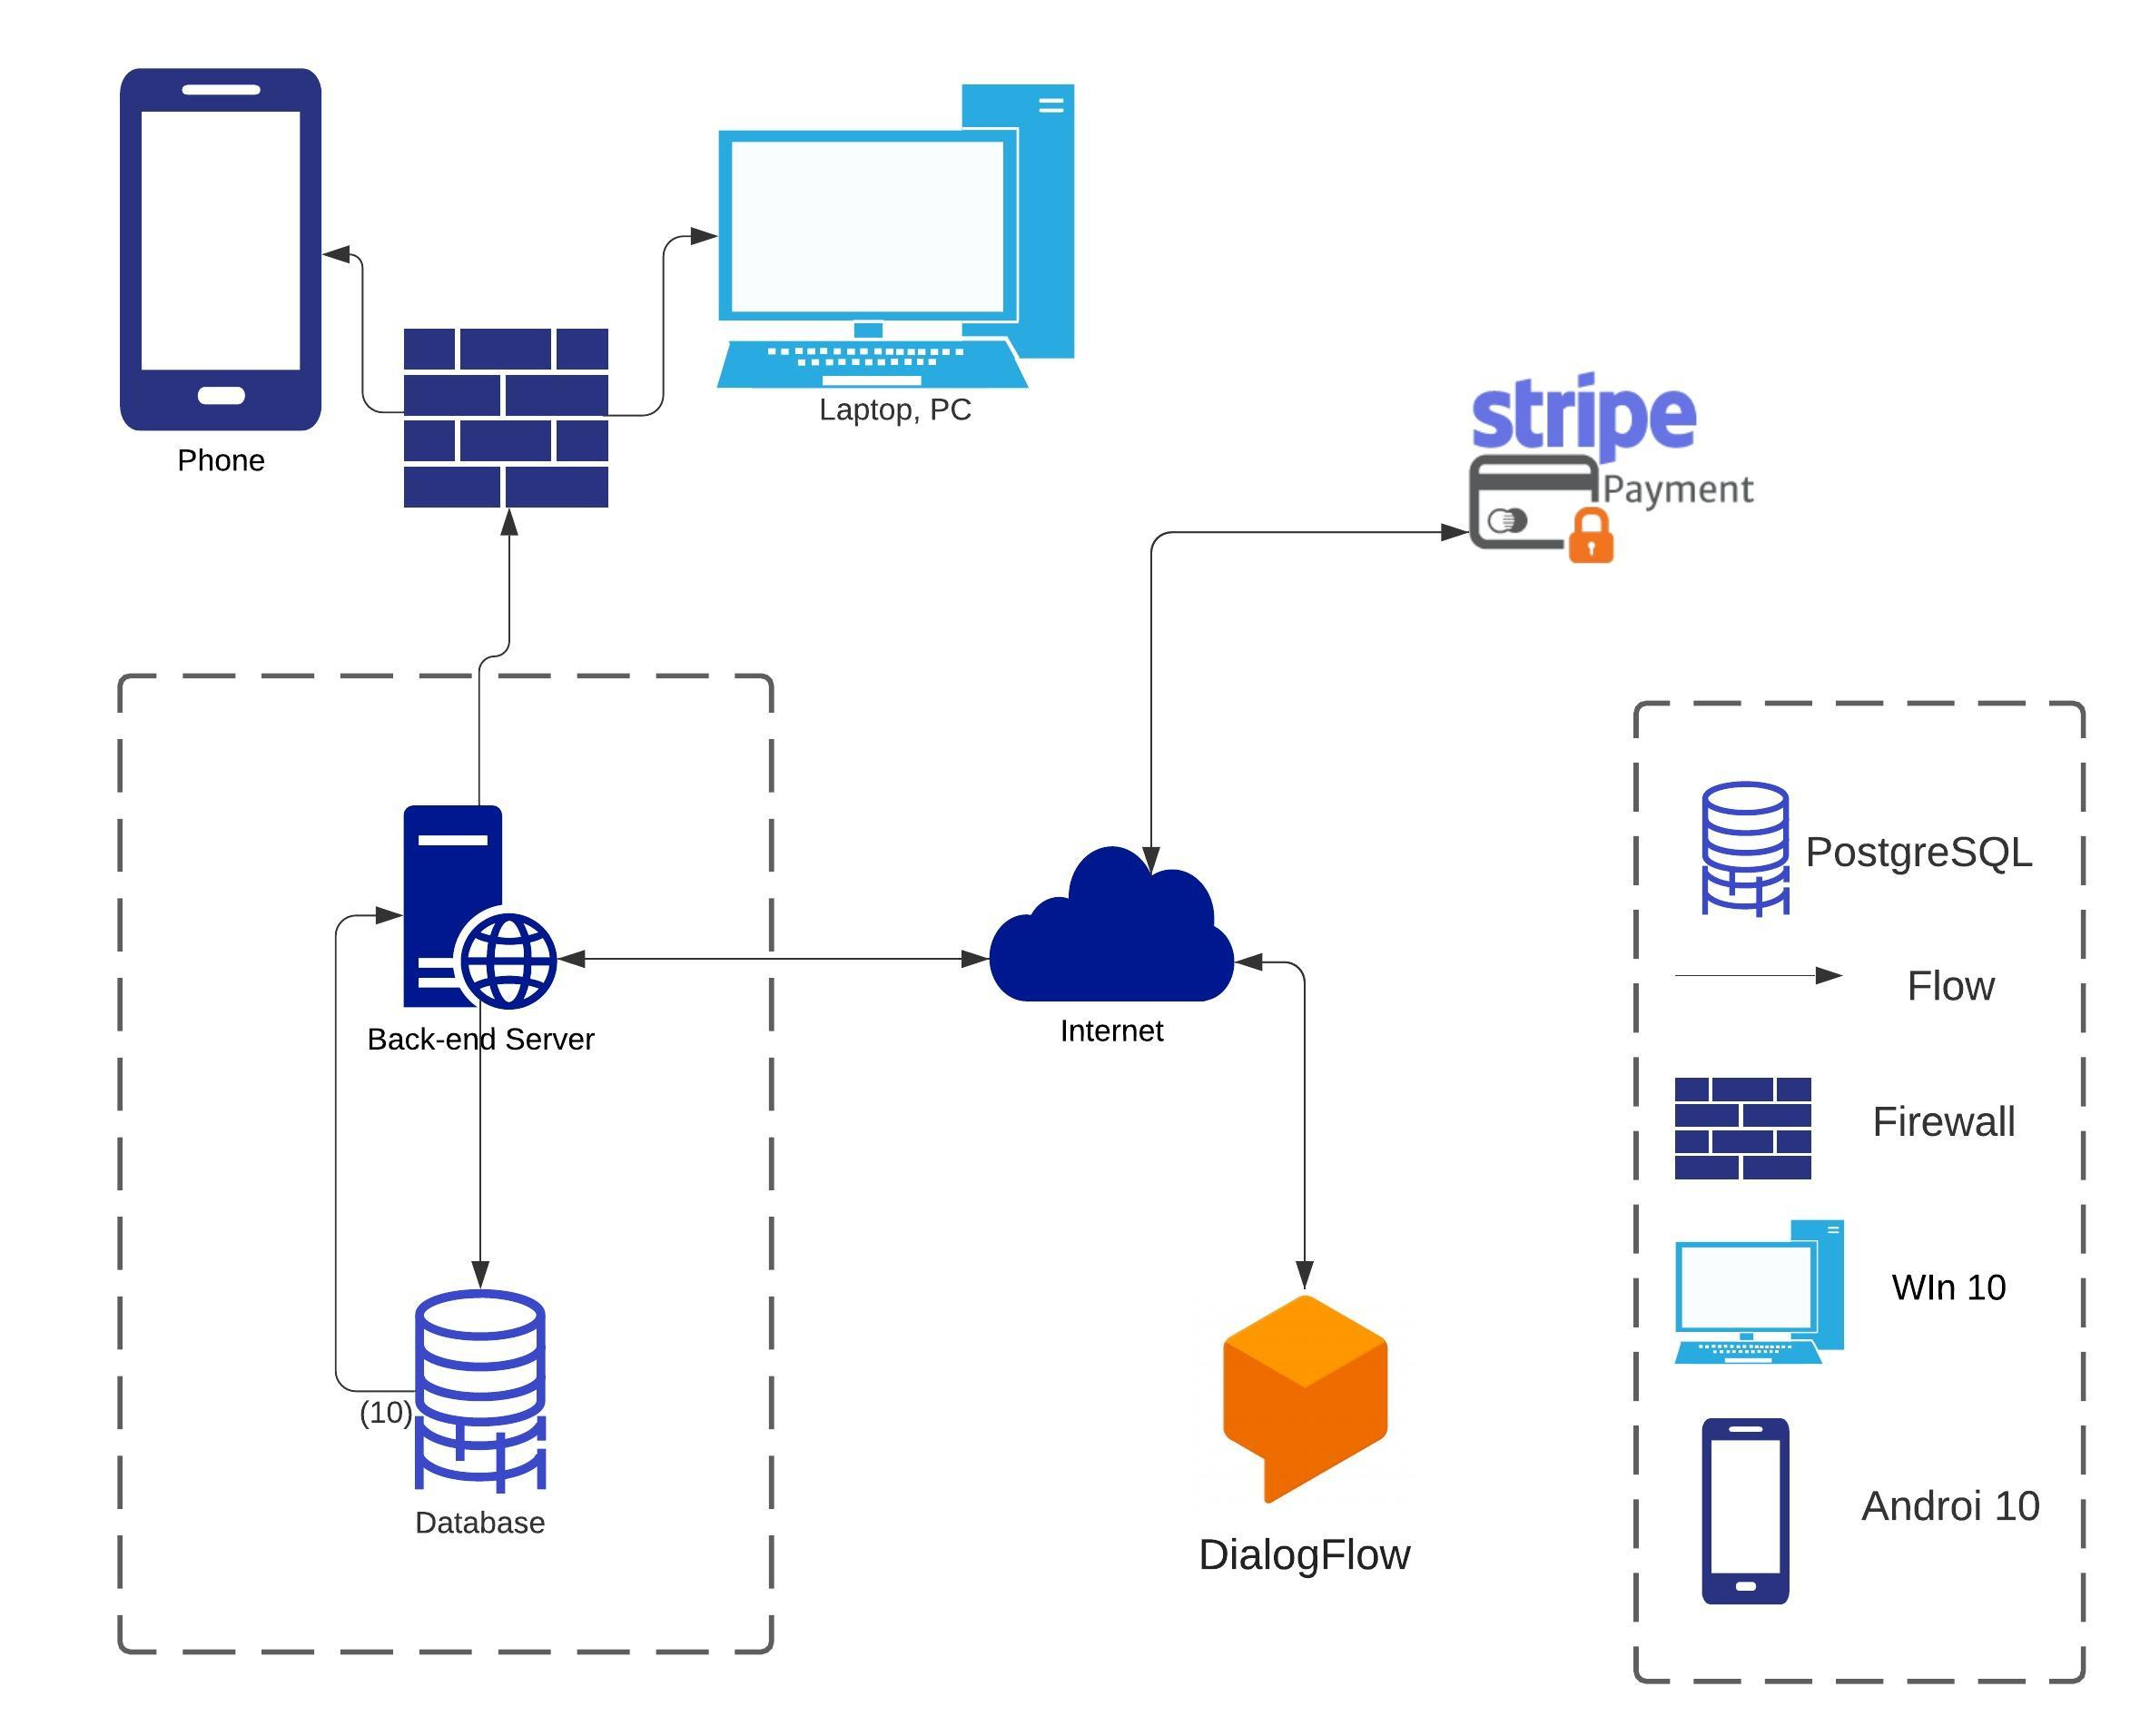 Phone
Laptop, PC
stripe
Payment
PostgreSQL
Flow
Back-end Server
Internet
Firewall
WIn 10
(10)
Database
Androi 10
DialogFlow